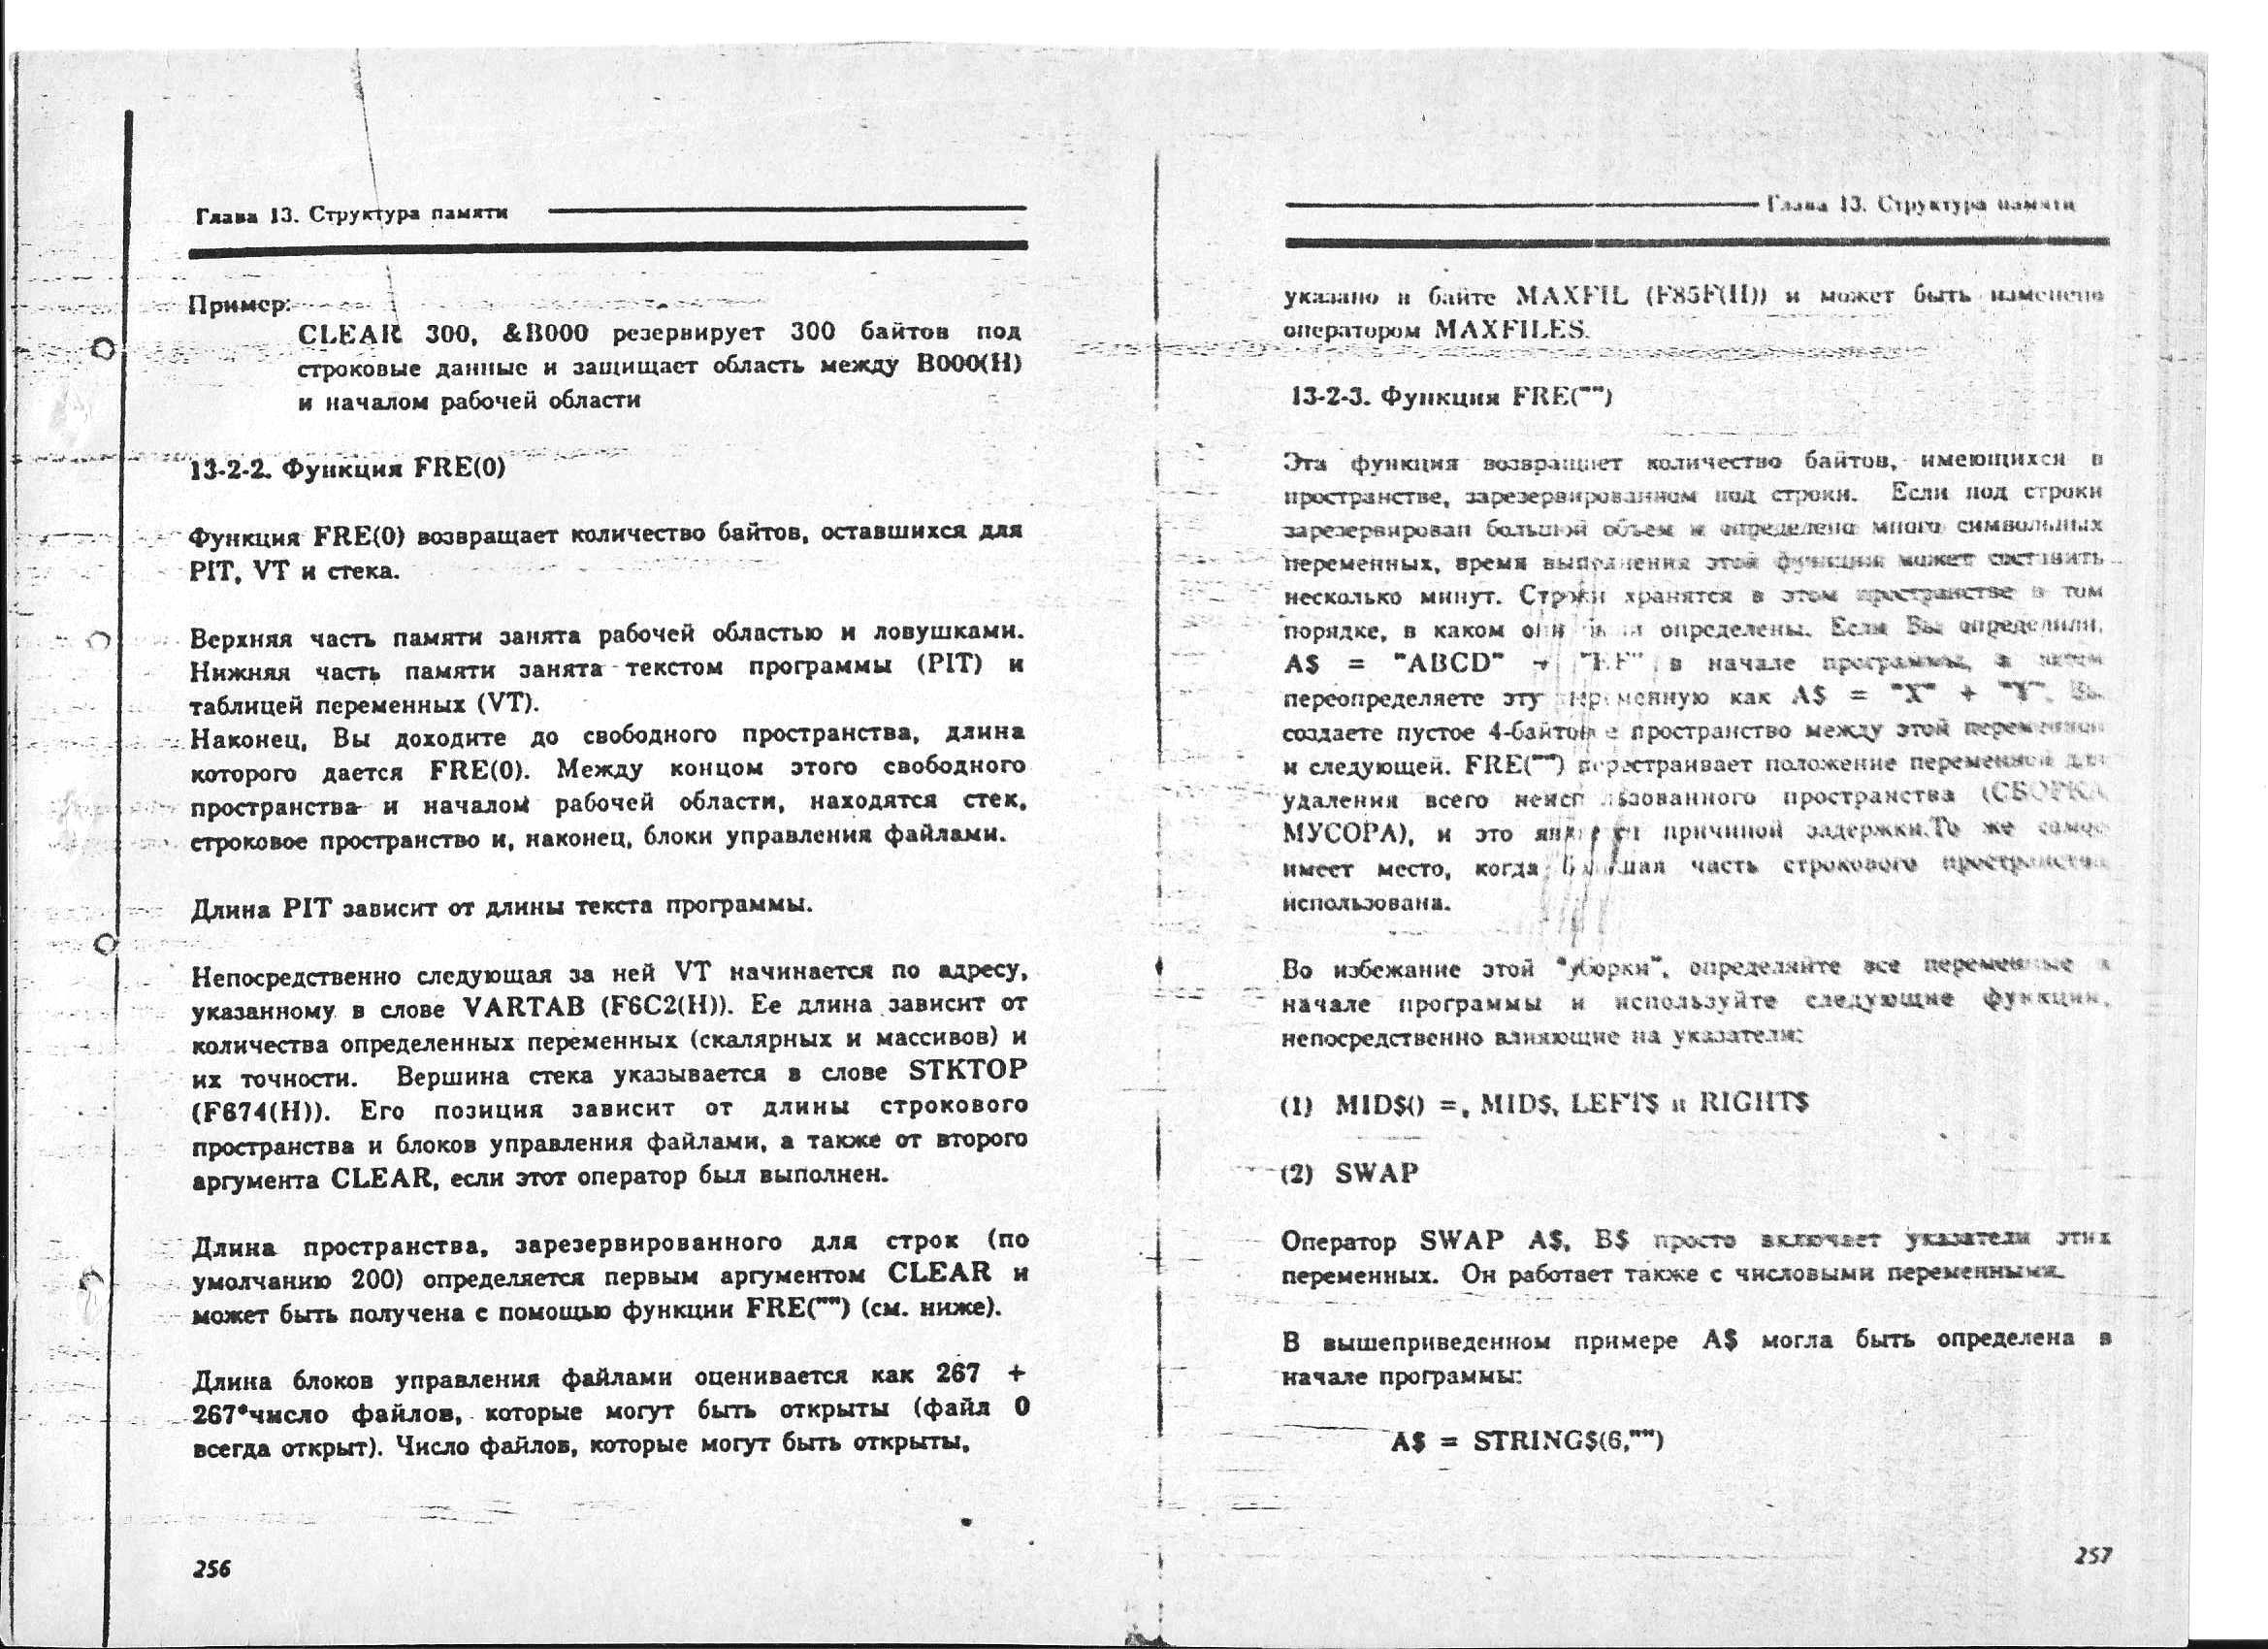 Глава 13. Структура памяти
Пример:
CLEAR 300, &B000 резервирует 300 байтов под
строковые данные и защищает область между B000(H)
и началом рабочей области
13-2-2. Функция FRE(0)
Функция FRE(0) возвращает количество байтов, оставшихся для
PIT, VT и стека.
Верхняя часть памяти занята рабочей областью и ловушками.
Нижняя часть памяти занята текстом программы (PIT) и
таблицей переменных (VT).
Наконец, Вы доходите до свободного пространства, длина
которого дается FRE(0). Между концом этого свободного
пространства и началом рабочей области, находятся стек,
строковое пространство и, наконец, блоки управления файлами.
Длина PIT зависит от длины текста программы.
Непосредственно следующая за ней VT начинается по адресу,
указанному в слове VARTAB (F6C2(H)). Ее длина зависит от
количества определенных переменных (скалярных и массивов) и
их точности. Вершина стека указывается в слове STKTOP
(F674(H)). Его позиция зависит от длины строкового
пространства и блоков управления файлами, а также от второго
аргумента CLEAR, если этот оператор был выполнен.
Длина пространства, зарезервированного для строк (по
умолчанию 200) определяется первым аргументом CLEAR и
может быть получена с помощью функции FRE("") (см. ниже).
Длина блоков управления файлами оценивается как 267 +
267*число файлов, которые могут быть открыты (файл 0
всегда открыт). Число файлов, которые могут быть открыты,
256
Глава 13. Структура памяти
указано в байте MAXFIL (F85F(H)) и может быть изменено
оператором MAXFILES.
13-2-3. Функция FRE("")
Эта функция возвращает количество байтов, имеющихся в
пространстве, зарезервированном под строки. Если под строки
зарезервирован большой объем и определено много символьных
переменных, время выполнения этой функции может составить
несколько минут. Строки хранятся в этом пространстве в том
порядке, в каком они были определены. Если Вы определили,
A$ = "ABCD" + "EF" в начале программы, а затем
переопределяете эту переменную как A$ = "X" + "Y", Вы
создаете пустое 4-байтовое пространство между этой переменной
и следующей. FRE("") перестраивает положение переменной для
удаления всего неиспользованного пространства (СБОРКА
МУСОРА), и это является причиной задержки.То же самое
имеет место, когда большая часть строкового пространства
использована.
Во избежание этой "уборки", определяйте все переменные в
начале программы и используйте следующие функции,
непосредственно влияющие на указатели:
(1) MID$() =, MID$, LEFT$ и RIGHT$
(2) SWAP
Оператор SWAP A$, B$ просто включает указатели этих
переменных. Он работает также с числовыми переменными.
В вышеприведенном примере A$ могла быть определена в
начале программы:
A$ = STRING$(6,"")
257